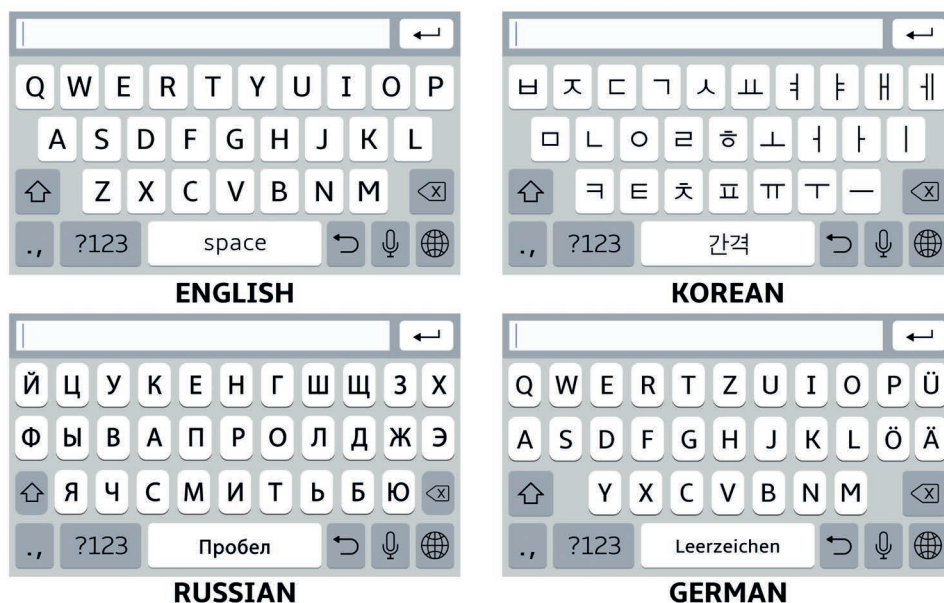 Q W E R T Y U I O P
A S D F G H J K L
Z X C V B N M
., ?123 space
ENGLISH
ㅂ ㅈ ㄷ ㄱ ㅅ ㅛ ㅕ ㅑ ㅐ ㅔ
ㅁ ㄴ ㅇ ㄹ ㅎ ㅗ ㅓ ㅏ ㅣ
ㅋ ㅌ ㅊ ㅍ ㅠ ㅜ ㅡ
., ?123 간격
KOREAN
Й Ц У К Е Н Г Ш Щ З Х
Ф Ы В А П Р О Л Д Ж Э
Я Ч С М И Т Ь Б Ю
., ?123 Пробел
RUSSIAN
Q W E R T Z U I O P Ü
A S D F G H J K L Ö Ä
Y X C V B N M
., ?123 Leerzeichen
GERMAN